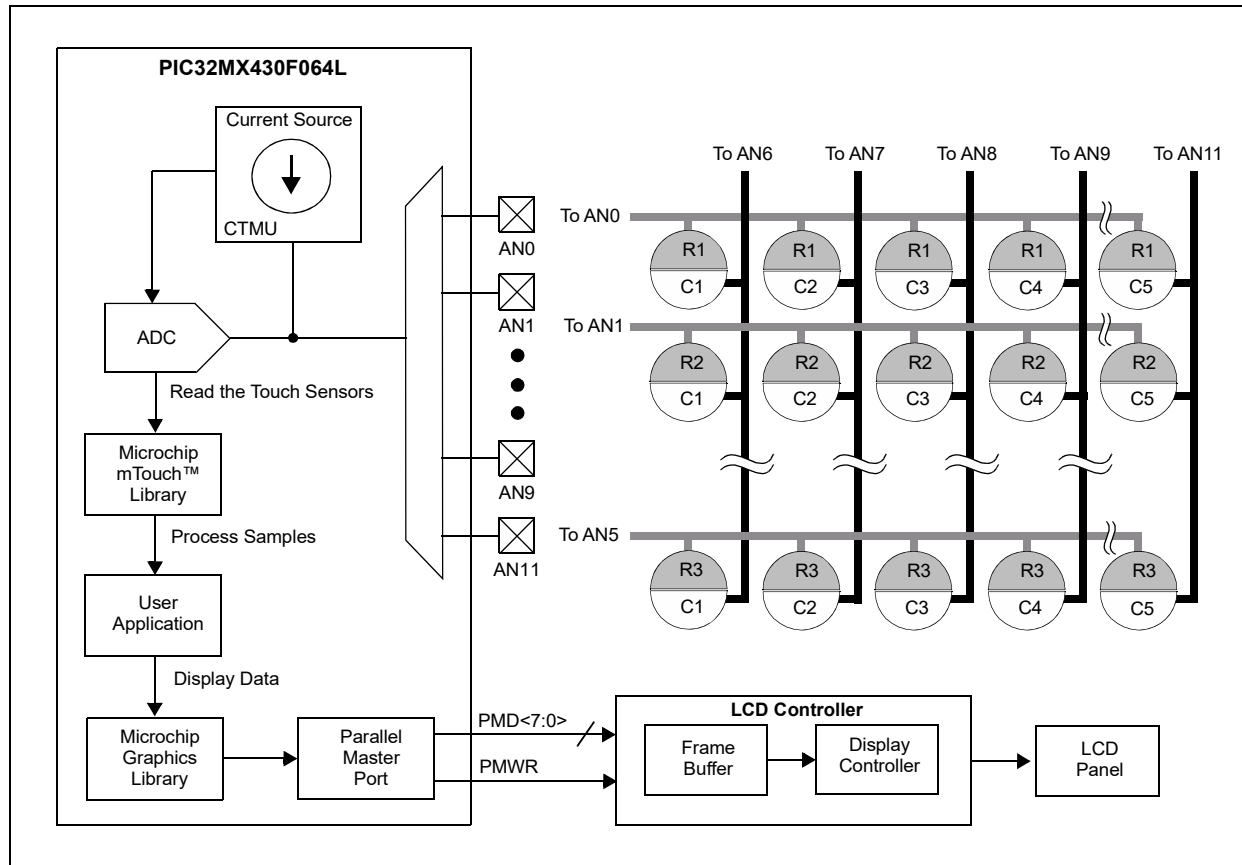 PIC32MX430F064L
Current Source
CTMU
ADC
Read the Touch Sensors
Microchip
mTouch™
Library
Process Samples
User
Application
Display Data
Microchip
Graphics
Library
Parallel
Master
Port
AN0
AN1
AN9
AN11
To AN6
To AN7
To AN8
To AN9
To AN11
To AN0
R1 R1 R1 R1 R1
C1 C2 C3 C4 C5
To AN1
R2 R2 R2 R2 R2
C1 C2 C3 C4 C5
To AN5
R3 R3 R3 R3 R3
C1 C2 C3 C4 C5
PMD<7:0>
PMWR
LCD Controller
Frame
Buffer
Display
Controller
LCD
Panel